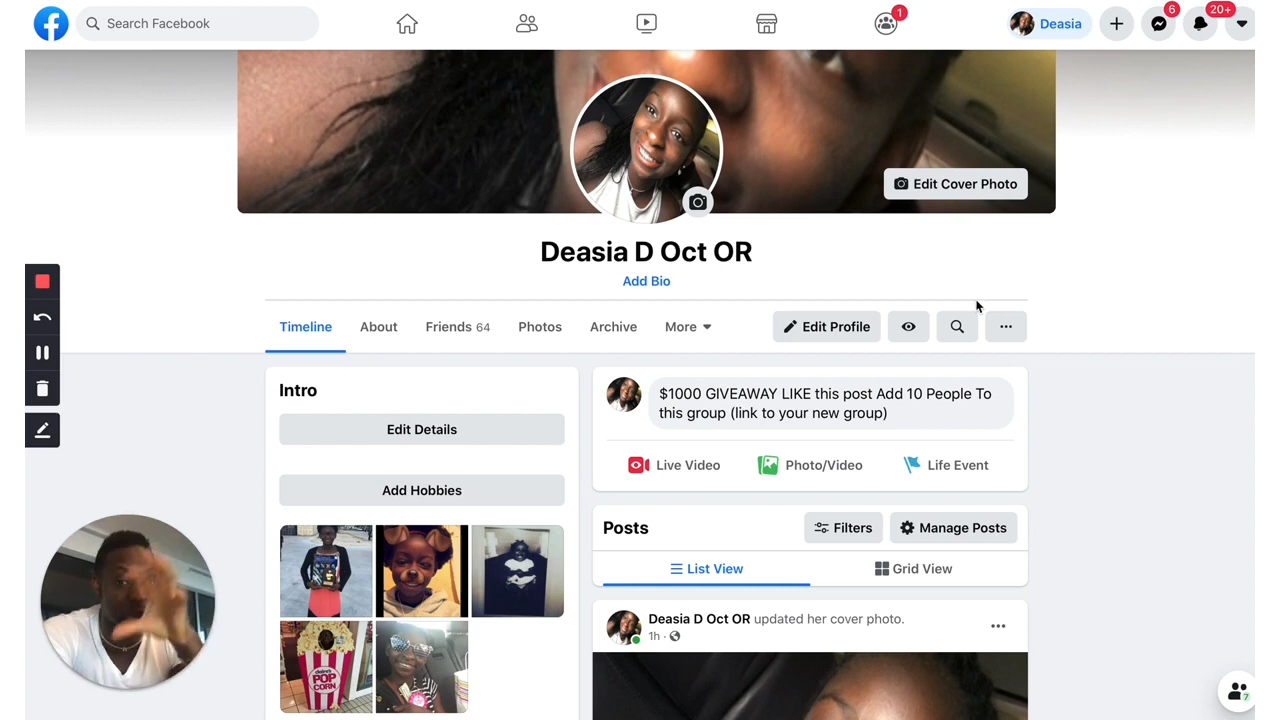 Search Facebook
1
Deasia
6
20+
Edit Cover Photo
Deasia D Oct OR
Add Bio
Timeline
About
Friends 64
Photos
Archive
More
Edit Profile
Intro
Edit Details
Add Hobbies
$1000 GIVEAWAY LIKE this post Add 10 People To
this group (link to your new group)
Live Video
Photo/Video
Life Event
Posts
Filters
Manage Posts
List View
Grid View
Deasia D Oct OR updated her cover photo.
1h ·
POP
CORN
7